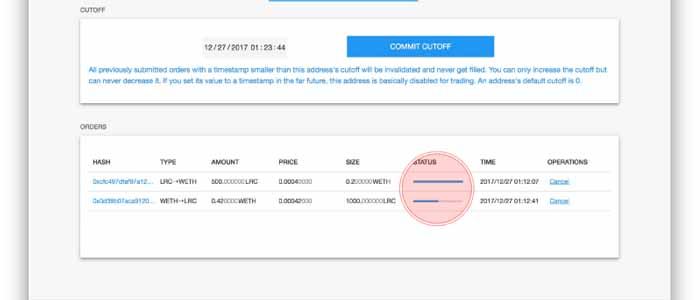 CUTOFF
12/27/2017 01:23:44
COMMIT CUTOFF
All previously submitted orders with a timestamp smaller than this address's cutoff will be invalidated and never get filled. You can only increase the cutoff but
can never decrease it. If you set its value to a timestamp in the far future, this address is basically disabled for trading. An address's default cutoff is 0.
ORDERS
HASH TYPE AMOUNT PRICE SIZE STATUS TIME OPERATIONS
LRC→WETH 500.000000LRC 0.00040000 0.200000WETH 2017/12/27 01:12:07 Cancel
WETH→LRC 0.420000WETH 0.00042000 1000.000000LRC 2017/12/27 01:12:41 Cancel